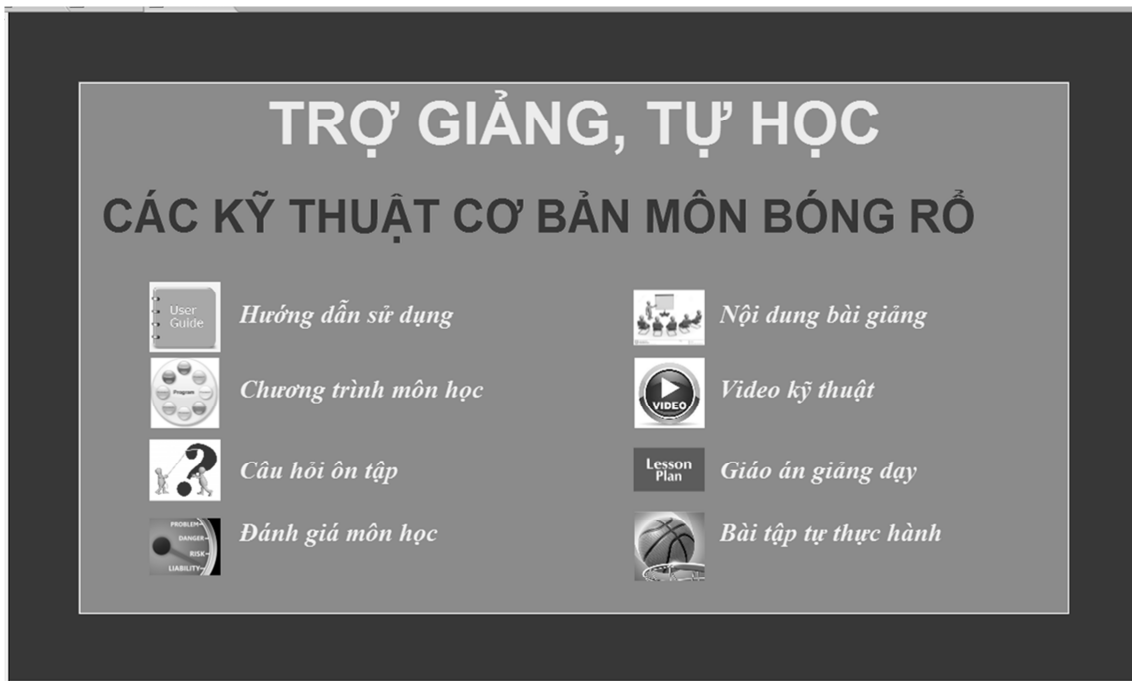 TRỢ GIẢNG, TỰ HỌC
CÁC KỸ THUẬT CƠ BẢN MÔN BÓNG RỔ
User
Guide
Hướng dẫn sử dụng
Nội dung bài giảng
Program
Chương trình môn học
VIDEO
Video kỹ thuật
Câu hỏi ôn tập
Lesson
Plan
Giáo án giảng dạy
PROBLEM
DANGER
RISK
LIABILITY
Đánh giá môn học
Bài tập tự thực hành